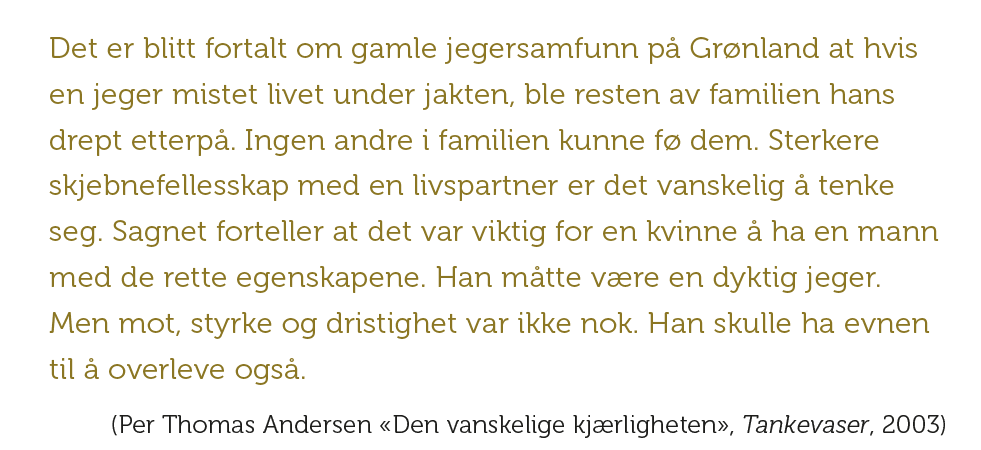 Det er blitt fortalt om gamle jegersamfunn på Grønland at hvis
en jeger mistet livet under jakten, ble resten av familien hans
drept etterpå. Ingen andre i familien kunne fø dem. Sterkere
skjebnefellesskap med en livspartner er det vanskelig å tenke
seg. Sagnet forteller at det var viktig for en kvinne å ha en mann
med de rette egenskapene. Han måtte være en dyktig jeger.
Men mot, styrke og dristighet var ikke nok. Han skulle ha evnen
til å overleve også.
(Per Thomas Andersen «Den vanskelige kjærligheten», Tankevaser, 2003)